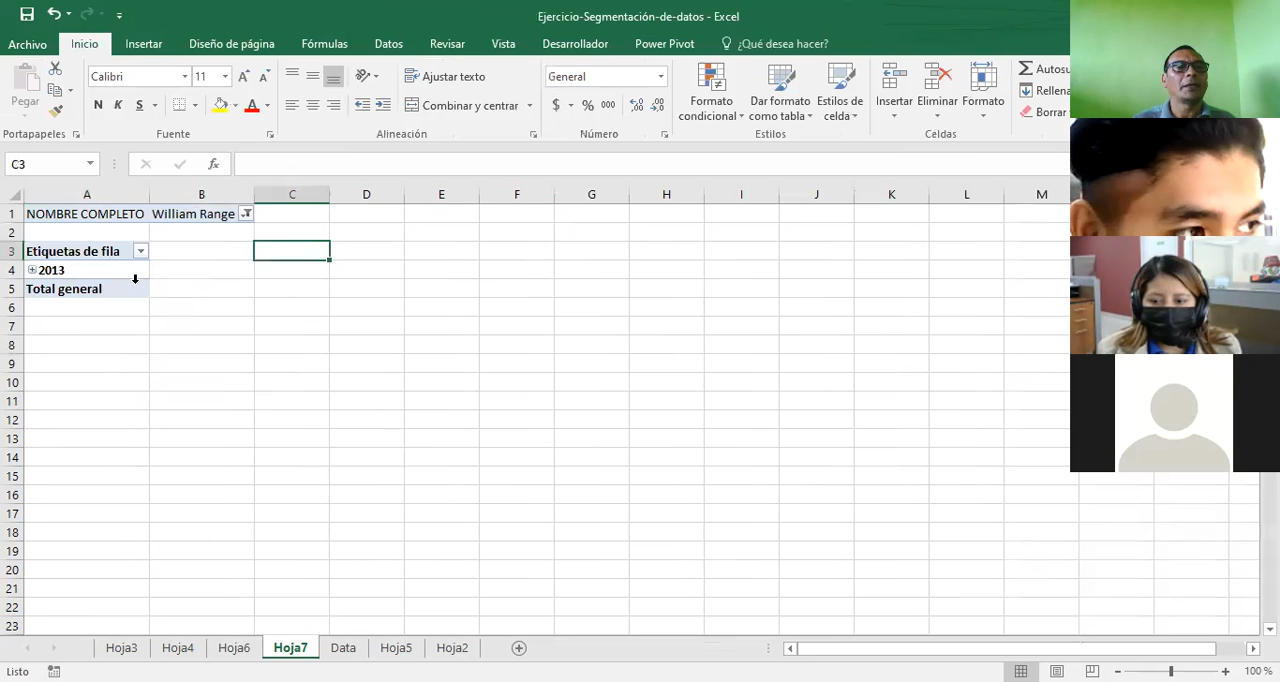 Ejercicio-Segmentación-de-datos - Excel
Archivo Inicio Insertar Diseño de página Fórmulas Datos Revisar Vista Desarrollador Power Pivot ¿Qué desea hacer?
Calibri 11 Ajustar texto General Autosu
Pegar N K S A Combinar y centrar $ % 000 Formato condicional Dar formato como tabla Estilos de celda Insertar Eliminar Formato Rellena
Borrar
Portapapeles Fuente Alineación Número Estilos Celdas
C3 fx
A B C D E F G H I J K L M
1 NOMBRE COMPLETO William Range
2
3 Etiquetas de fila
4 2013
5 Total general
6
7
8
9
10
11
12
13
14
15
16
17
18
19
20
21
22
23
Hoja3 Hoja4 Hoja6 Hoja7 Data Hoja5 Hoja2
Listo 100 %